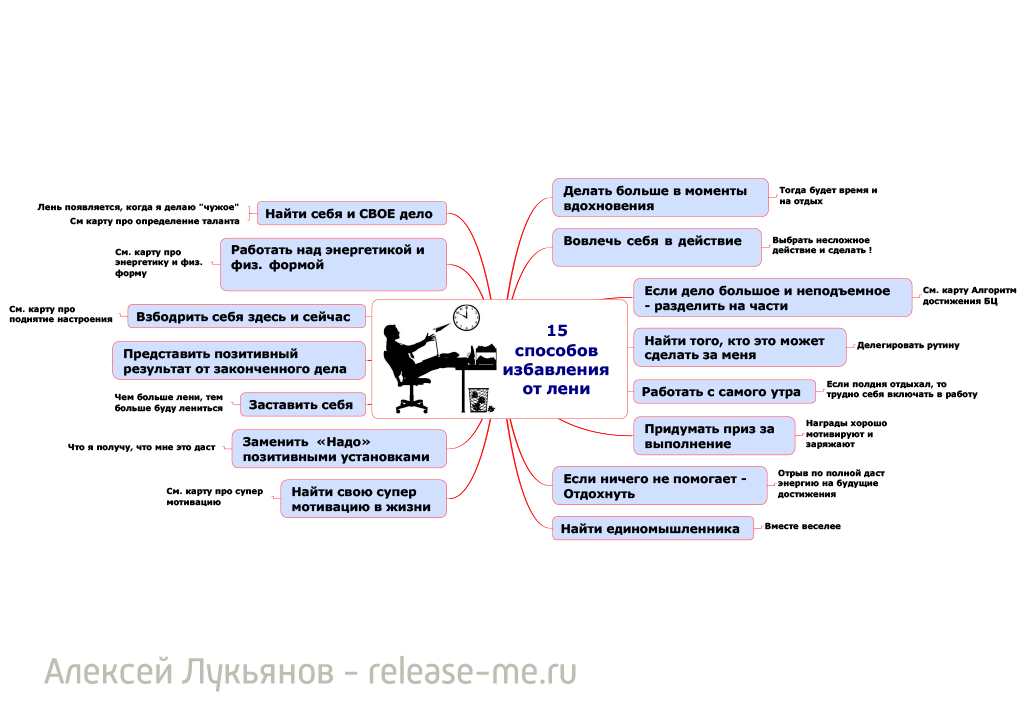 15
способов
избавления
от лени
Делать больше в моменты
вдохновения
Тогда будет время и
на отдых
Вовлечь себя в действие
Выбрать несложное
действие и сделать !
Если дело большое и неподъемное
- разделить на части
См. карту Алгоритм
достижения БЦ
Найти того, кто это может
сделать за меня
Делегировать рутину
Работать с самого утра
Если полдня отдыхал, то
трудно себя включать в работу
Придумать приз за
выполнение
Награды хорошо
мотивируют и
заряжают
Если ничего не помогает -
Отдохнуть
Отрыв по полной даст
энергию на будущие
достижения
Найти единомышленника
Вместе веселее
Найти себя и СВОЕ дело
Лень появляется, когда я делаю "чужое"
См карту про определение таланта
Работать над энергетикой и
физ. формой
См. карту про
энергетику и физ.
форму
Взбодрить себя здесь и сейчас
См. карту про
поднятие настроения
Представить позитивный
результат от законченного дела
Заставить себя
Чем больше лени, тем
больше буду лениться
Заменить «Надо»
позитивными установками
Что я получу, что мне это даст
Найти свою супер
мотивацию в жизни
См. карту про супер
мотивацию
Алексей Лукьянов - release-me.ru